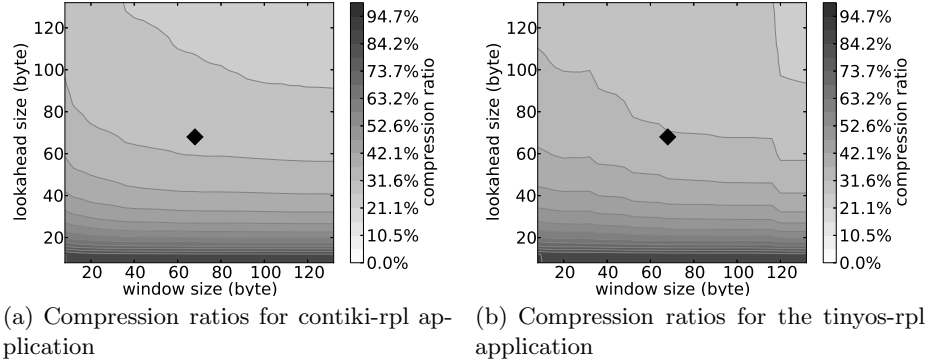 120
100
80
60
40
20
lookahead size (byte)
20 40 60 80 100 120
window size (byte)
94.7%
84.2%
73.7%
63.2%
52.6%
42.1%
31.6%
21.1%
10.5%
0.0%
compression ratio
120
100
80
60
40
20
lookahead size (byte)
20 40 60 80 100 120
window size (byte)
94.7%
84.2%
73.7%
63.2%
52.6%
42.1%
31.6%
21.1%
10.5%
0.0%
compression ratio
(a) Compression ratios for contiki-rpl ap-
plication
(b) Compression ratios for the tinyos-rpl
application